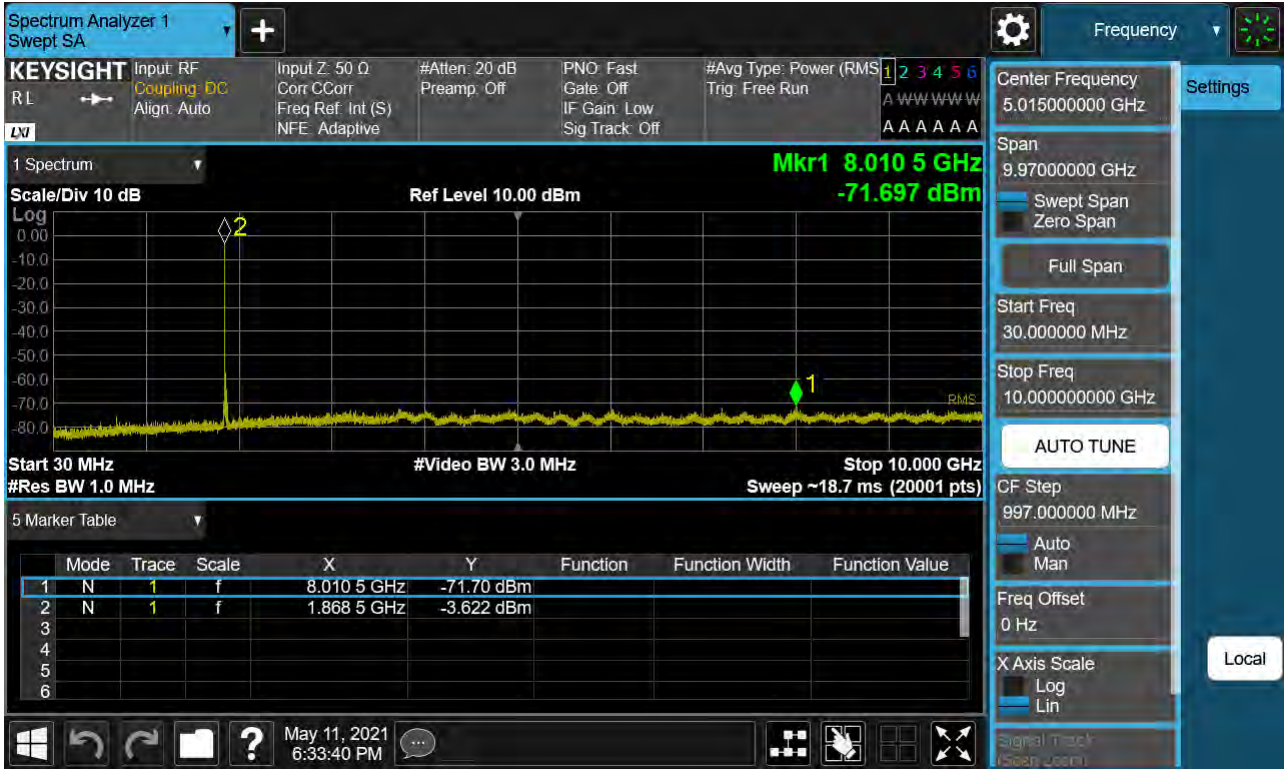 Spectrum Analyzer 1
Swept SA
Frequency
KEYSIGHT
R L
LXI
Input: RF
Coupling: DC
Align: Auto
Input Z: 50 Ω
Corr CCorr
Freq Ref: Int (S)
NFE: Adaptive
#Atten: 20 dB
Preamp: Off
PNO: Fast
Gate: Off
IF Gain: Low
Sig Track: Off
#Avg Type: Power (RMS
Trig: Free Run
1 2 3 4 5 6
A W W W W W
A A A A A A
1 Spectrum
Scale/Div 10 dB
Ref Level 10.00 dBm
Mkr1 8.010 5 GHz
-71.697 dBm
Log
0.00
-10.0
-20.0
-30.0
-40.0
-50.0
-60.0
-70.0
-80.0
2
1
RMS
Start 30 MHz
#Video BW 3.0 MHz
Stop 10.000 GHz
#Res BW 1.0 MHz
Sweep ~18.7 ms (20001 pts)
5 Marker Table
Mode Trace Scale X Y Function Function Width Function Value
1 N 1 f 8.010 5 GHz -71.70 dBm
2 N 1 f 1.868 5 GHz -3.622 dBm
3
4
5
6
May 11, 2021
6:33:40 PM
Center Frequency
5.015000000 GHz
Settings
Span
9.97000000 GHz
Swept Span
Zero Span
Full Span
Start Freq
30.000000 MHz
Stop Freq
10.000000000 GHz
AUTO TUNE
CF Step
997.000000 MHz
Auto
Man
Freq Offset
0 Hz
X Axis Scale
Log
Lin
Local
Signal Track
(Span Zoom)